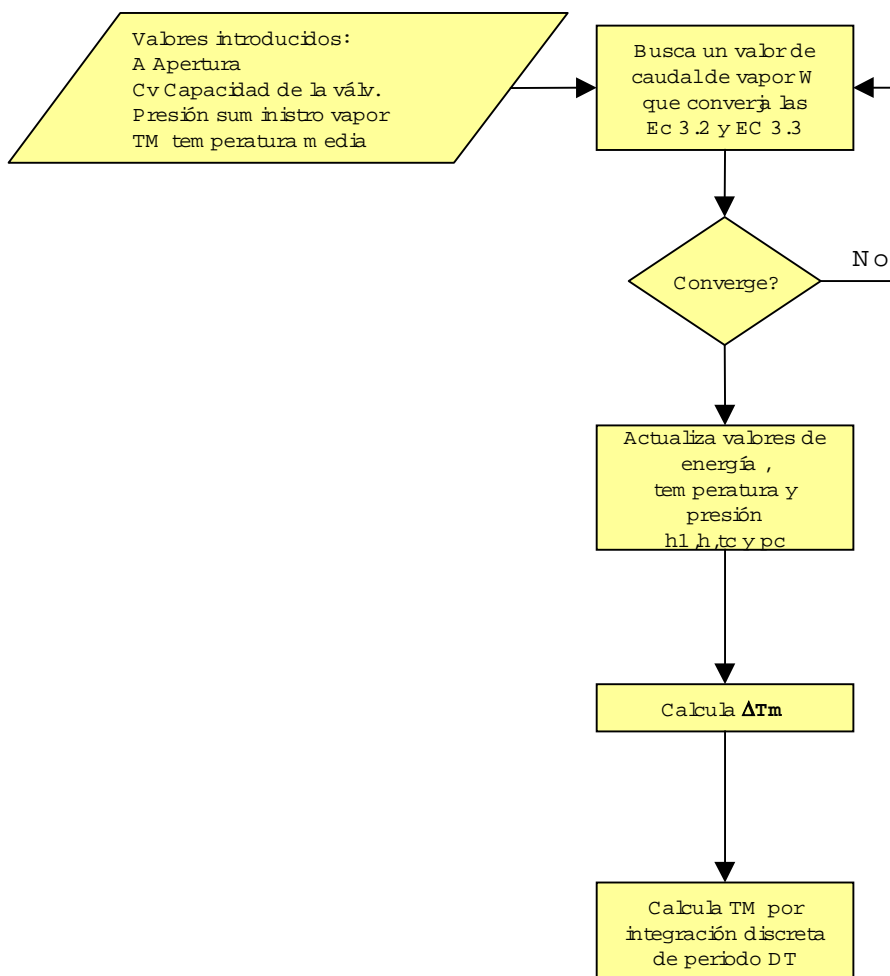 Valores introducidos:
A Apertura
Cv Capacidad de la válv.
Presión suministro vapor
TM temperatura media
Busca un valor de
caudal de vapor W
que converja las
Ec 3.2 y EC 3.3
Converge?
No
Actualiza valores de
energía ,
temperatura y
presión
h1,h,tc y pc
Calcula ΔTm
Calcula TM por
integración discreta
de periodo DT